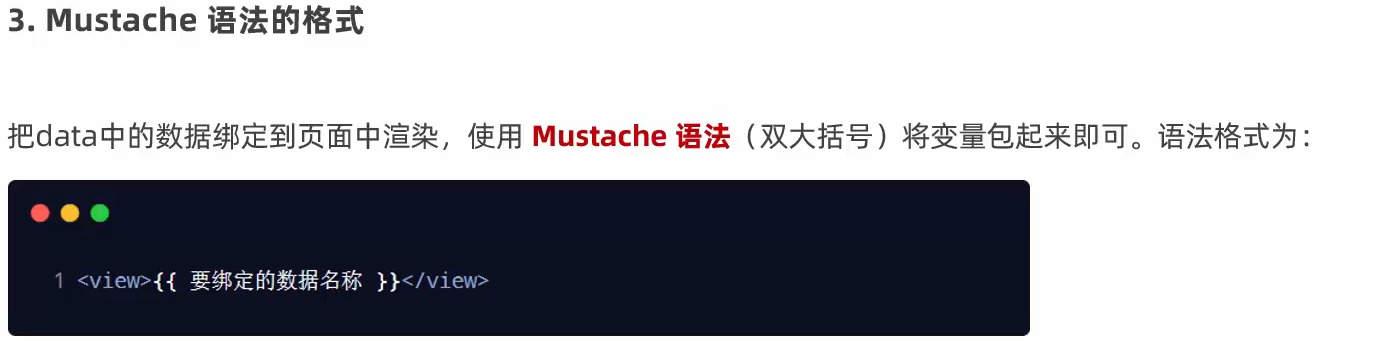 3. Mustache 语法的格式
把data中的数据绑定到页面中渲染，使用 Mustache 语法（双大括号）将变量包起来即可。语法格式为：
1 <view>{{ 要绑定的数据名称 }}</view>